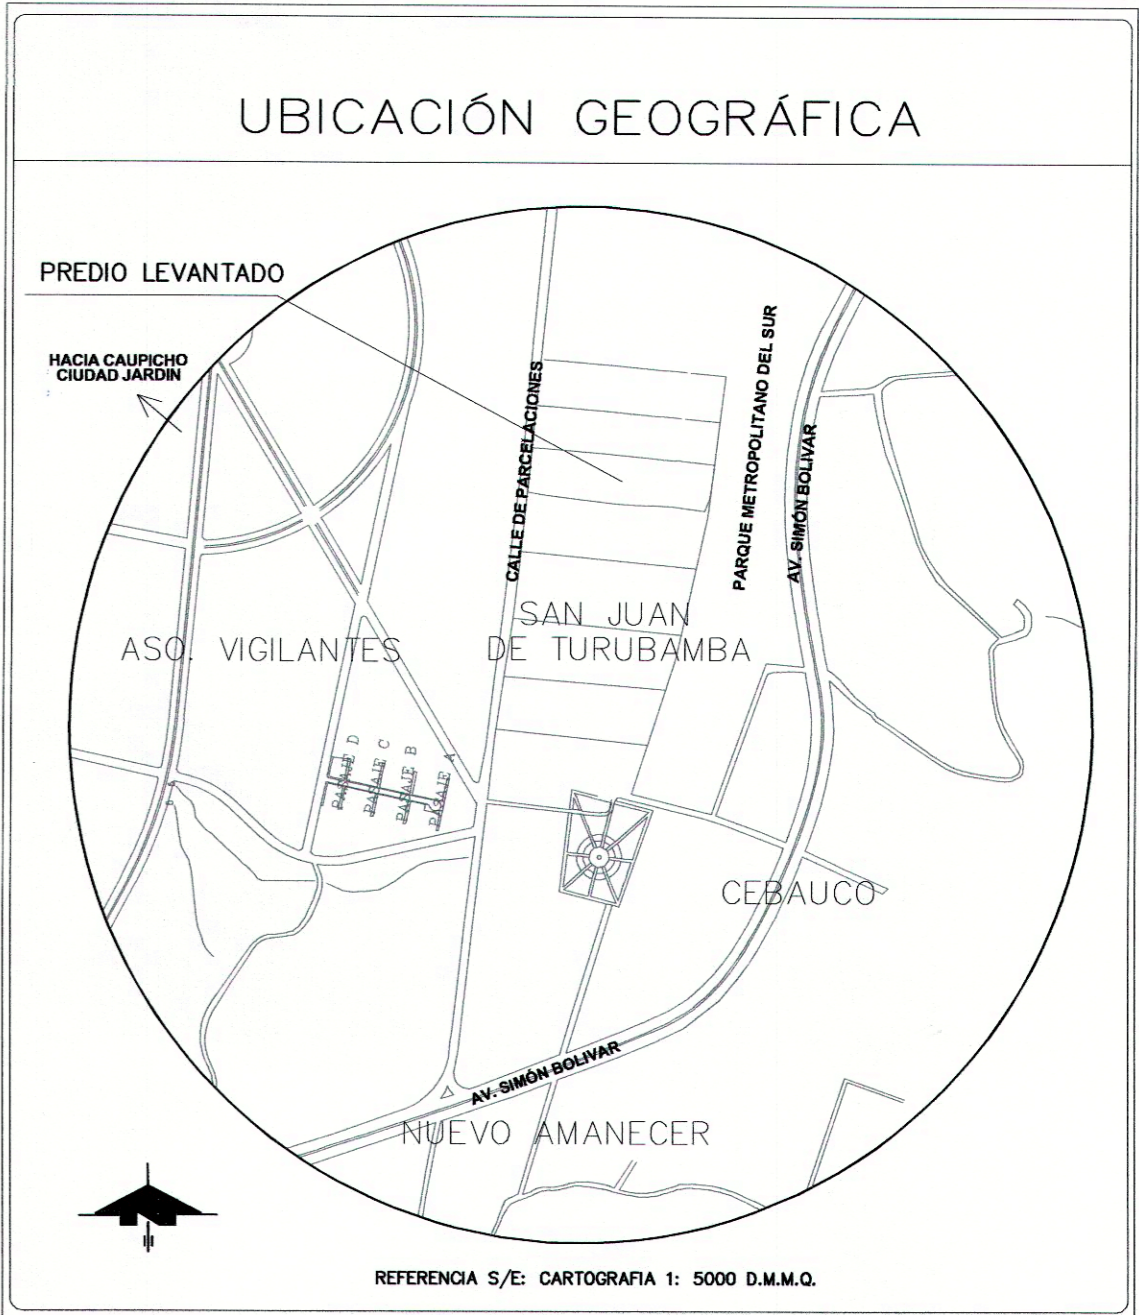 UBICACIÓN GEOGRÁFICA
PREDIO LEVANTADO
HACIA CAUPICHO
CIUDAD JARDIN
CALLE DE PARCELACIONES
PARQUE METROPOLITANO DEL SUR
AV. SIMÓN BOLIVAR
SAN JUAN
DE TURUBAMBA
ASO. VIGILANTES
PASAJE D
PASAJE C
PASAJE B
PASAJE A
CEBAUCO
AV. SIMÓN BOLIVAR
NUEVO AMANECER
N
REFERENCIA S/E: CARTOGRAFIA 1: 5000 D.M.M.Q.